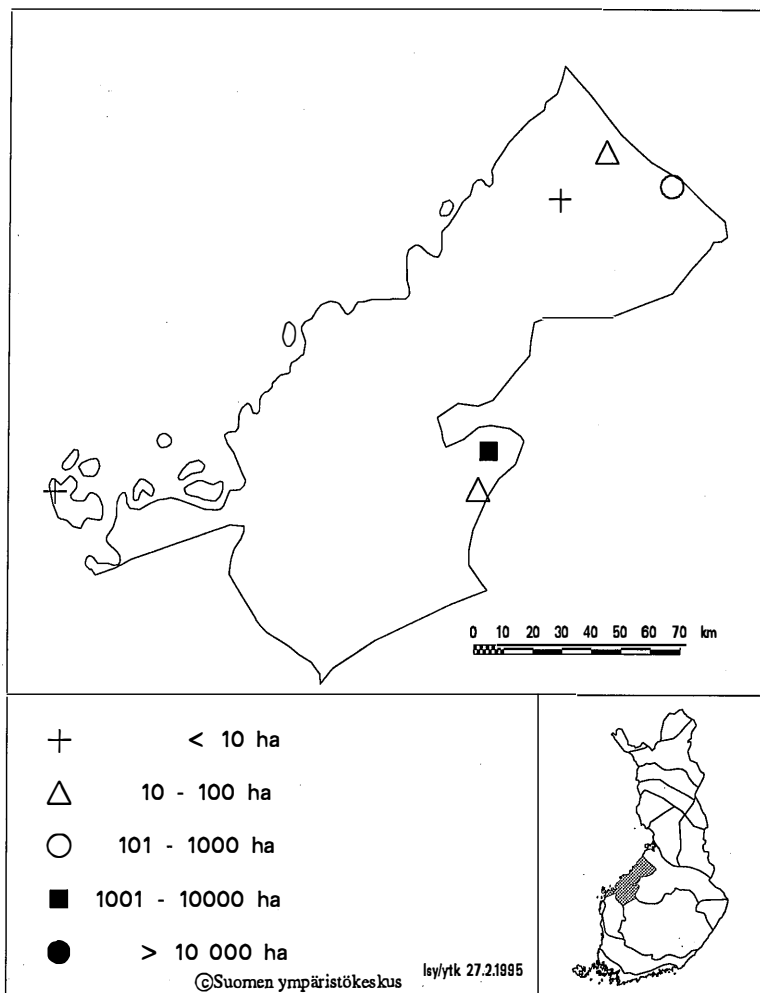 0 10 20 30 40 50 60 70 km
< 10 ha
10 - 100 ha
101 - 1000 ha
1001 - 10000 ha
> 10 000 ha
©Suomen ympäristökeskus
lsy/ytk 27.2.1995